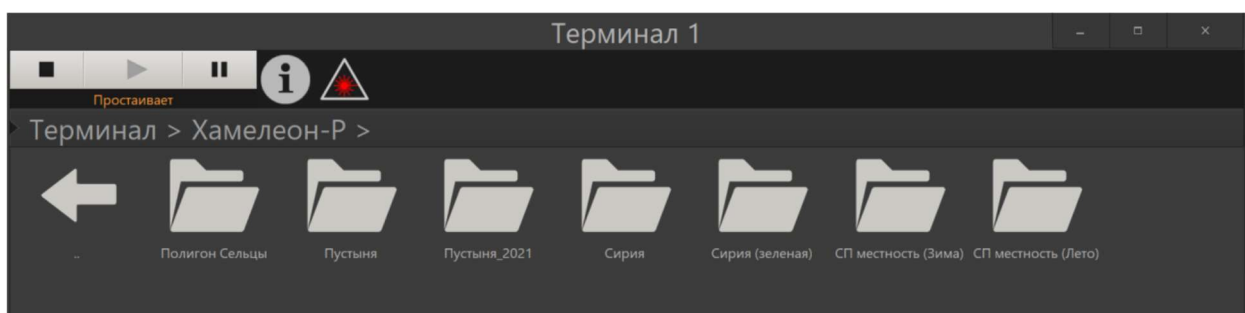 Терминал 1
Простаивает
Терминал > Хамелеон-Р >
.. Полигон Сельцы Пустыня Пустыня_2021 Сирия Сирия (зеленая) СП местность (Зима) СП местность (Лето)